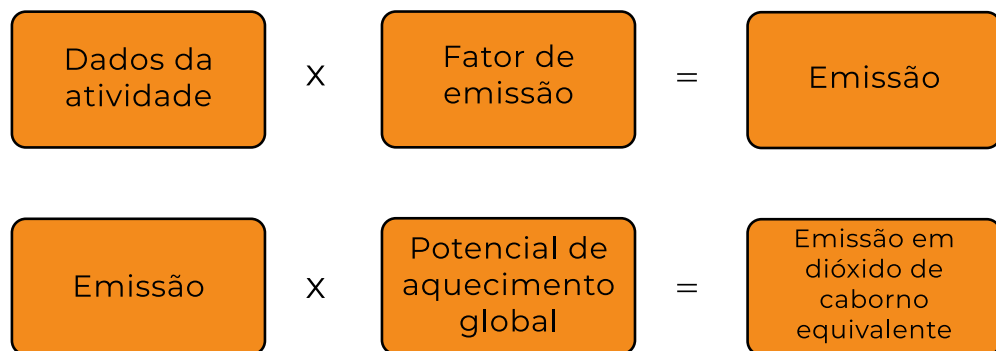 Dados da
atividade
x
Fator de
emissão
=
Emissão
Emissão
x
Potencial de
aquecimento
global
=
Emissão em
dióxido de
caborno
equivalente